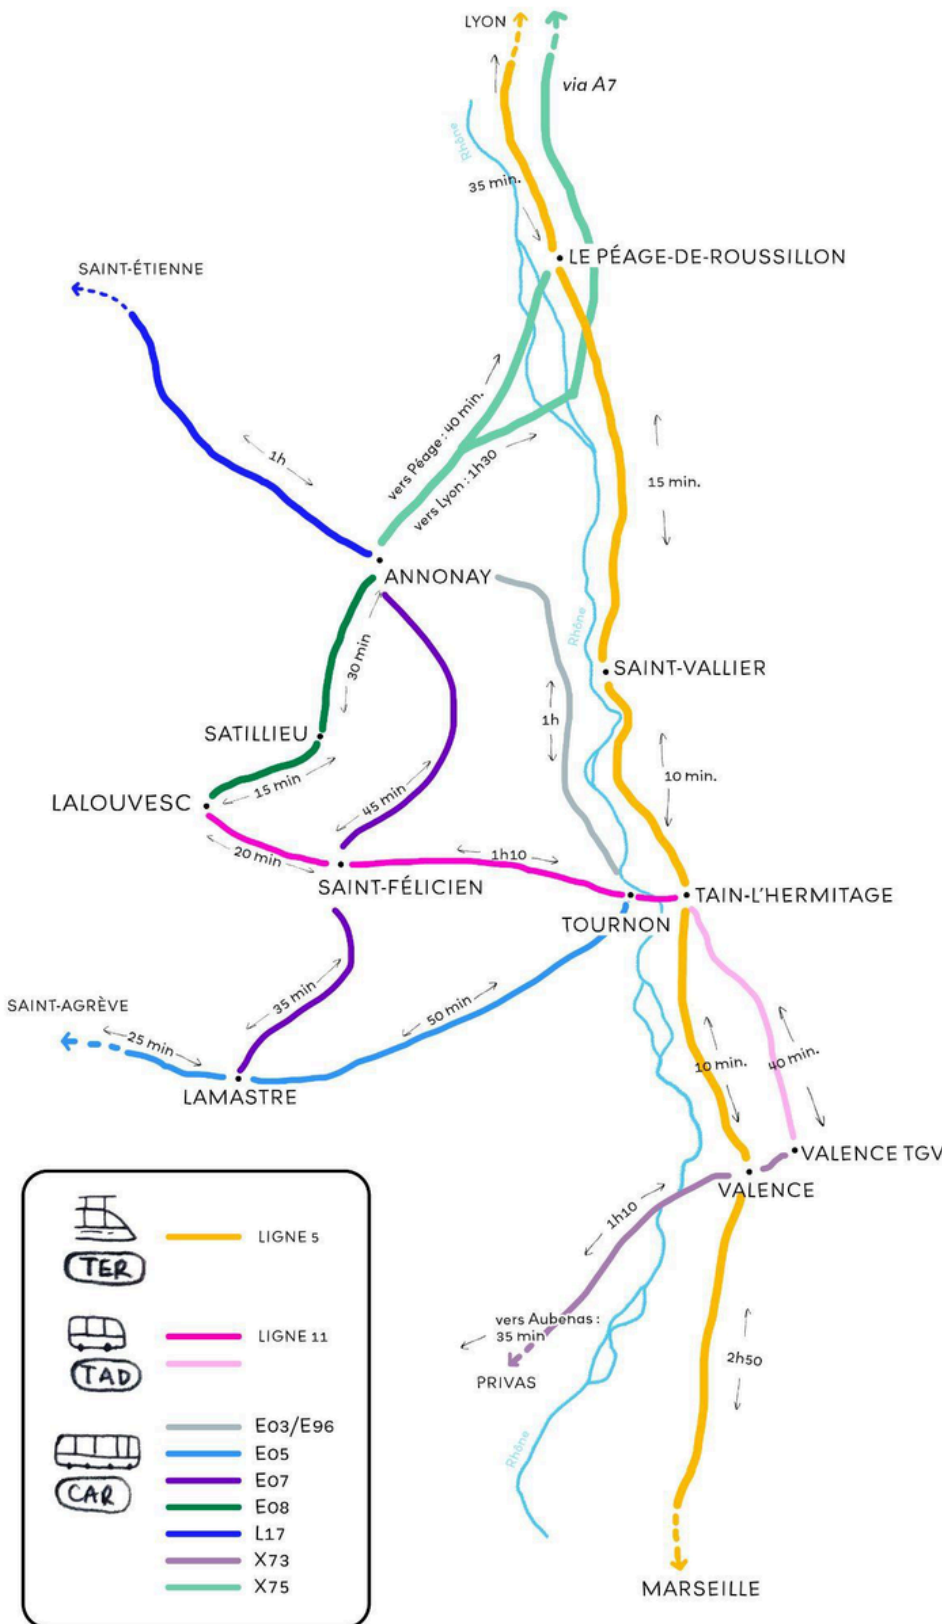 LYON
via A7
Rhône
35 min.
LE PÉAGE-DE-ROUSSILLON
SAINT-ÉTIENNE
vers Péage : 40 min.
vers Lyon : 1h30
1h
15 min.
ANNONAY
Rhône
30 min
SAINT-VALLIER
1h
SATILLIEU
15 min
45 min
10 min.
LALOUVESC
20 min
1h10
SAINT-FÉLICIEN
TAIN-L'HERMITAGE
TOURNON
35 min
50 min
SAINT-AGRÈVE
25 min
10 min.
40 min.
LAMASTRE
VALENCE TGV
VALENCE
1h10
vers Aubenas :
35 min
PRIVAS
2h50
Rhône
MARSEILLE
TER
LIGNE 5
TAD
LIGNE 11
CAR
E03/E96
E05
E07
E08
L17
X73
X75